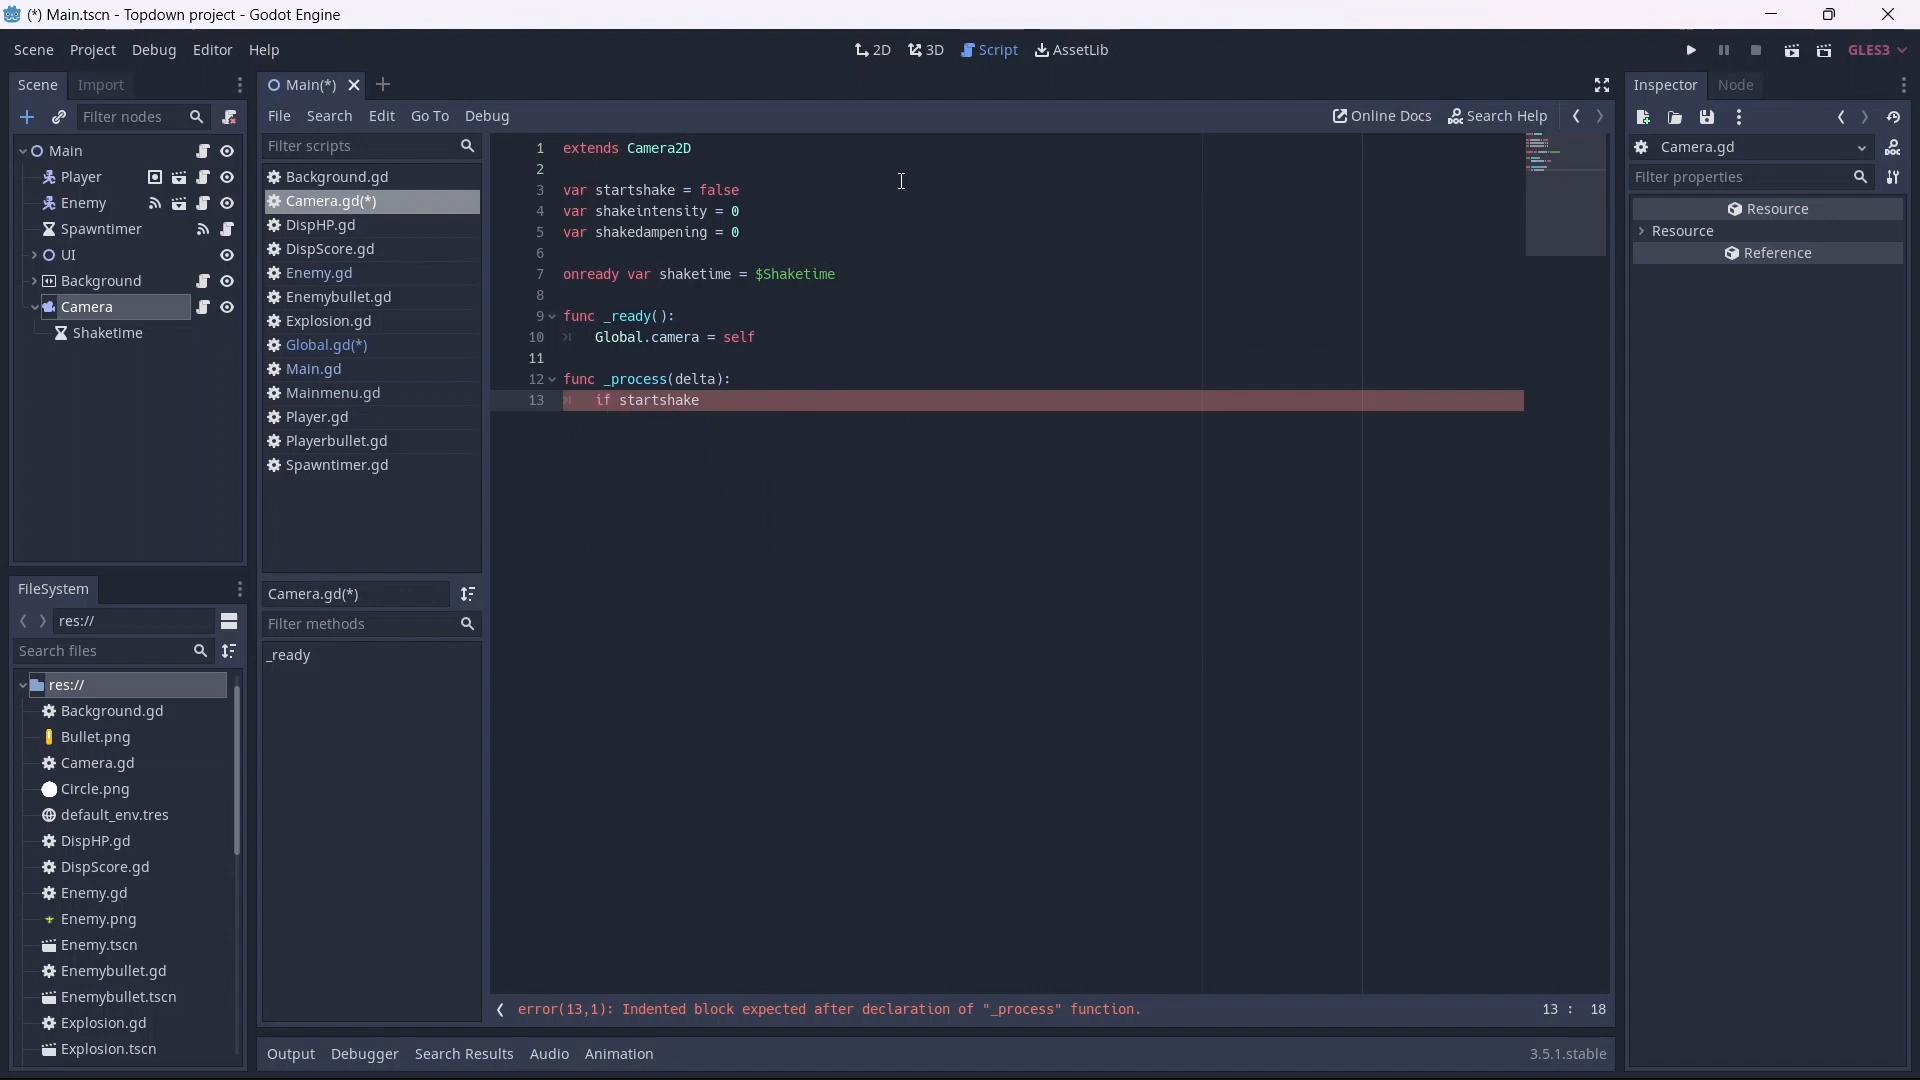 (*) Main.tscn - Topdown project - Godot Engine
Scene Project Debug Editor Help
2D 3D Script AssetLib
GLES3
Scene Import
Filter nodes
Main
Player
Enemy
Spawntimer
UI
Background
Camera
Shaketime
FileSystem
res://
Search files
res://
Background.gd
Bullet.png
Camera.gd
Circle.png
default_env.tres
DispHP.gd
DispScore.gd
Enemy.gd
Enemy.png
Enemy.tscn
Enemybullet.gd
Enemybullet.tscn
Explosion.gd
Explosion.tscn
Main(*)
File Search Edit Go To Debug
Online Docs Search Help
Filter scripts
Background.gd
Camera.gd(*)
DispHP.gd
DispScore.gd
Enemy.gd
Enemybullet.gd
Explosion.gd
Global.gd(*)
Main.gd
Mainmenu.gd
Player.gd
Playerbullet.gd
Spawntimer.gd
Camera.gd(*)
Filter methods
_ready
1 extends Camera2D
2
3 var startshake = false
4 var shakeintensity = 0
5 var shakedampening = 0
6
7 onready var shaketime = $Shaketime
8
9 func _ready():
10 Global.camera = self
11
12 func _process(delta):
13 if startshake
error(13,1): Indented block expected after declaration of "_process" function.
13 : 18
Output Debugger Search Results Audio Animation
3.5.1.stable
Inspector Node
Camera.gd
Filter properties
Resource
Resource
Reference